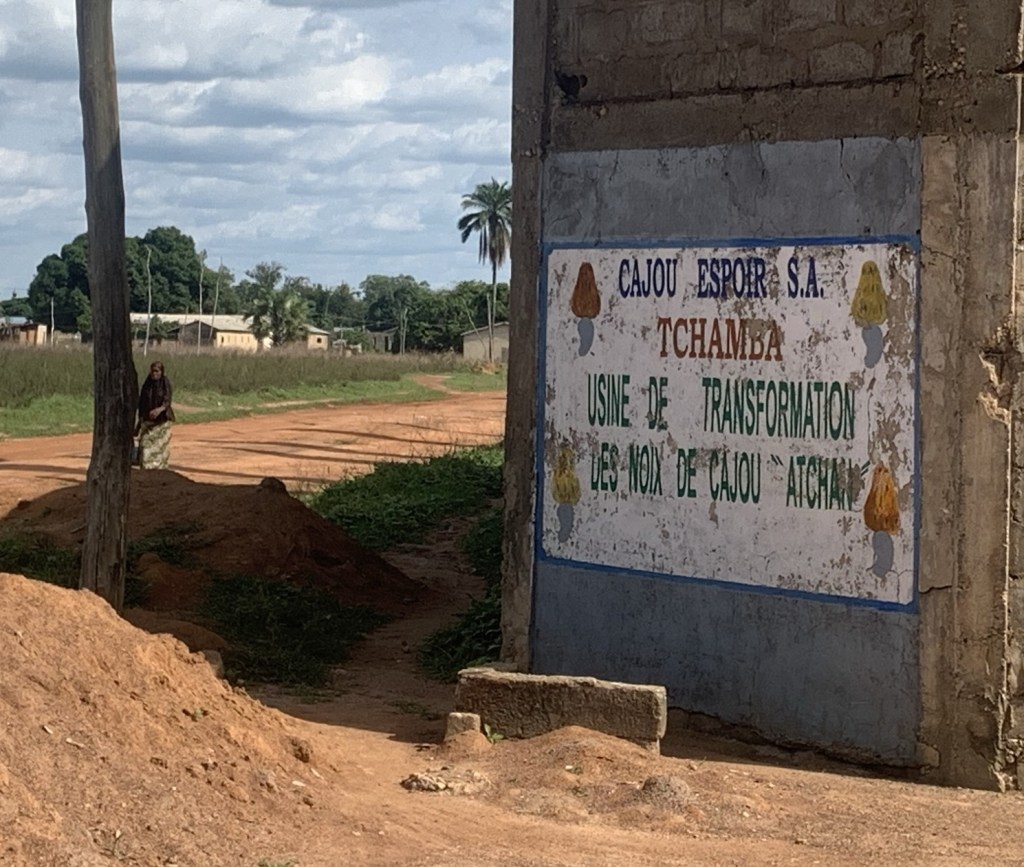 CAJOU ESPOIR S.A.
TCHAMBA
USINE DE TRANSFORMATION
DES NOIX DE CAJOU "ATCHAN"